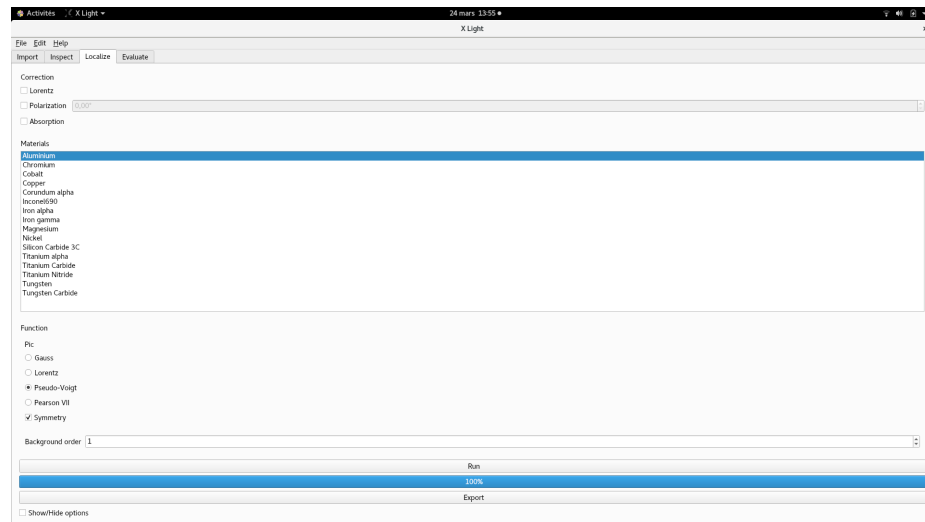 Activités X Light 24 mars 13:55
X Light
File Edit Help
Import Inspect Localize Evaluate
Correction
Lorentz
Polarization 0,00°
Absorption
Materials
Aluminium
Chromium
Cobalt
Copper
Corundum alpha
Inconel690
Iron alpha
Iron gamma
Magnesium
Nickel
Silicon Carbide 3C
Titanium alpha
Titanium Carbide
Titanium Nitride
Tungsten
Tungsten Carbide
Function
Pic
Gauss
Lorentz
Pseudo-Voigt
Pearson VII
Symmetry
Background order 1
Run
100%
Export
Show/Hide options